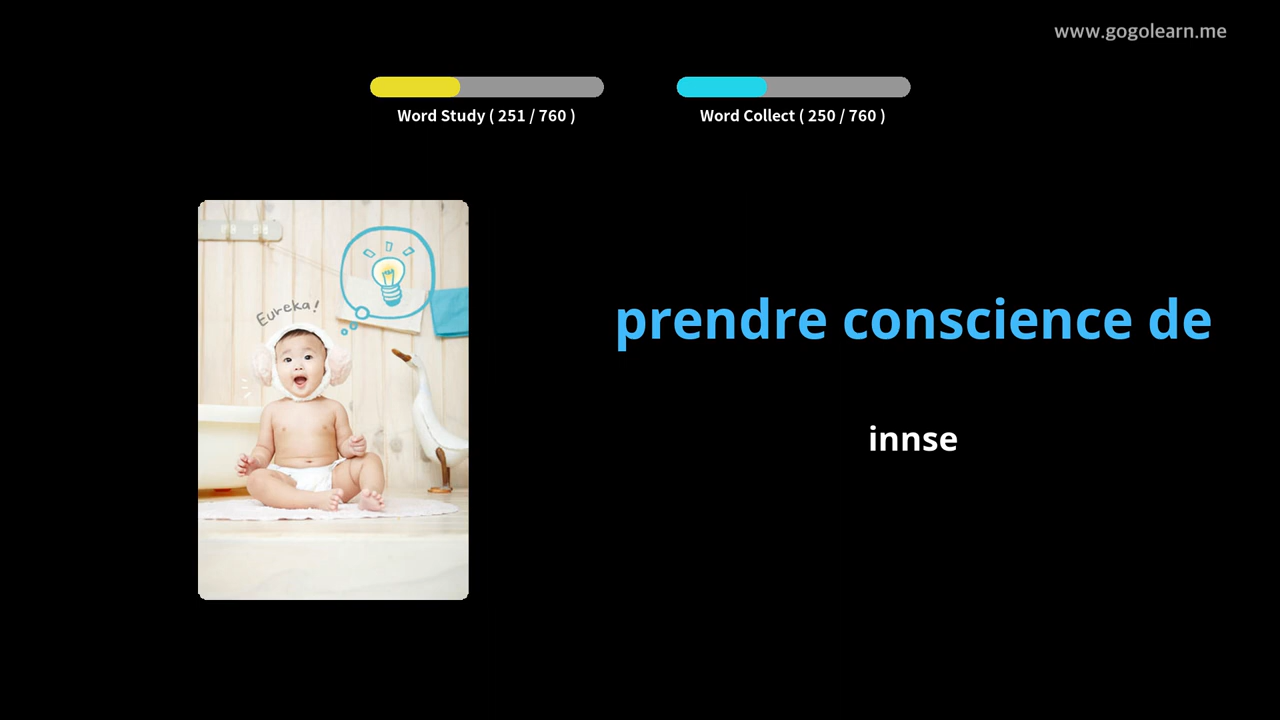 www.gogolearn.me
Word Study ( 251 / 760 )
Word Collect ( 250 / 760 )
Eureka!
prendre conscience de
innse